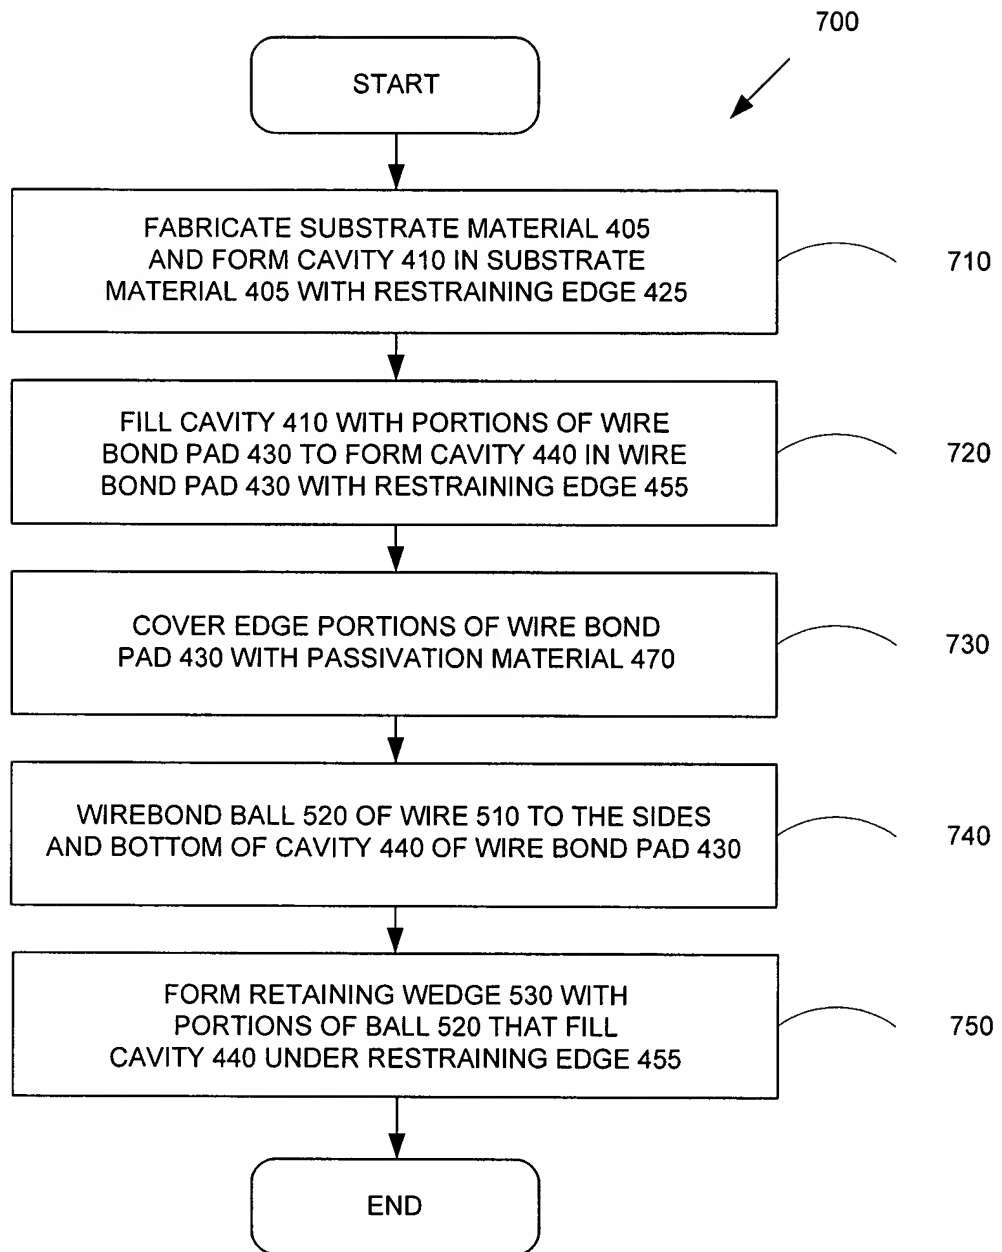 700
START
FABRICATE SUBSTRATE MATERIAL 405
AND FORM CAVITY 410 IN SUBSTRATE
MATERIAL 405 WITH RESTRAINING EDGE 425
710
FILL CAVITY 410 WITH PORTIONS OF WIRE
BOND PAD 430 TO FORM CAVITY 440 IN WIRE
BOND PAD 430 WITH RESTRAINING EDGE 455
720
COVER EDGE PORTIONS OF WIRE BOND
PAD 430 WITH PASSIVATION MATERIAL 470
730
WIREBOND BALL 520 OF WIRE 510 TO THE SIDES
AND BOTTOM OF CAVITY 440 OF WIRE BOND PAD 430
740
FORM RETAINING WEDGE 530 WITH
PORTIONS OF BALL 520 THAT FILL
CAVITY 440 UNDER RESTRAINING EDGE 455
750
END